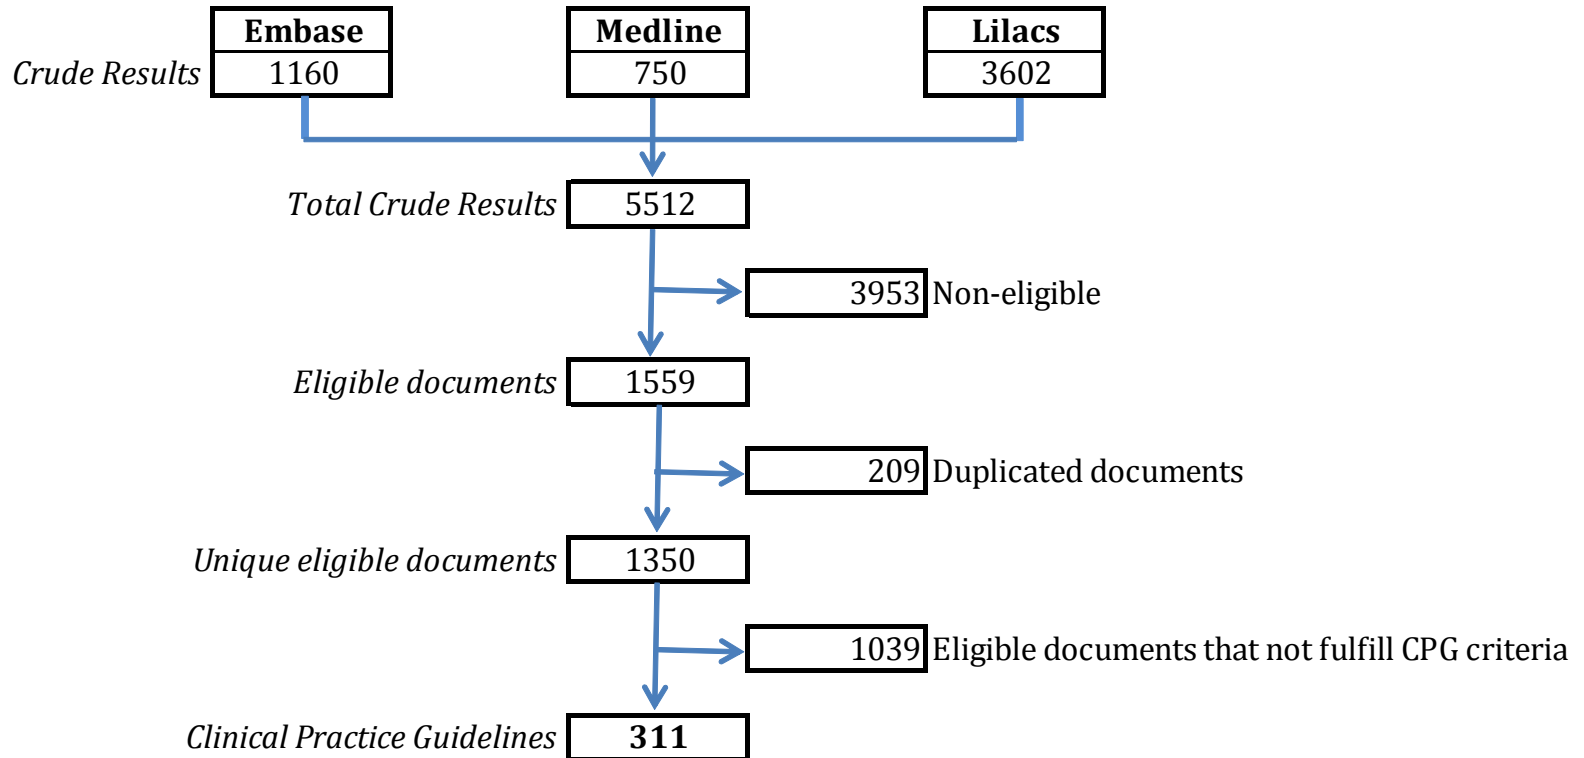 Embase Medline Lilacs
Crude Results 1160 750 3602
Total Crude Results 5512
3953 Non-eligible
Eligible documents 1559
209 Duplicated documents
Unique eligible documents 1350
1039 Eligible documents that not fulfill CPG criteria
Clinical Practice Guidelines 311